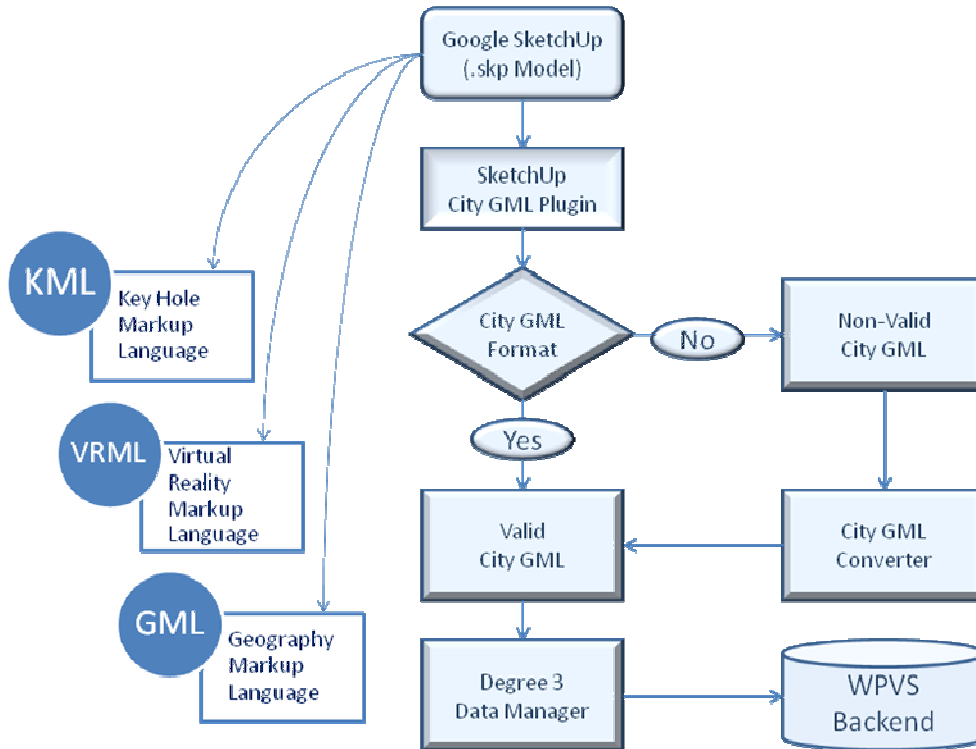 Google SketchUp
(.skp Model)
SketchUp
City GML Plugin
City GML
Format
No
Non-Valid
City GML
Yes
Valid
City GML
City GML
Converter
Degree 3
Data Manager
WPVS
Backend
KML
Key Hole
Markup
Language
VRML
Virtual
Reality
Markup
Language
GML
Geography
Markup
Language